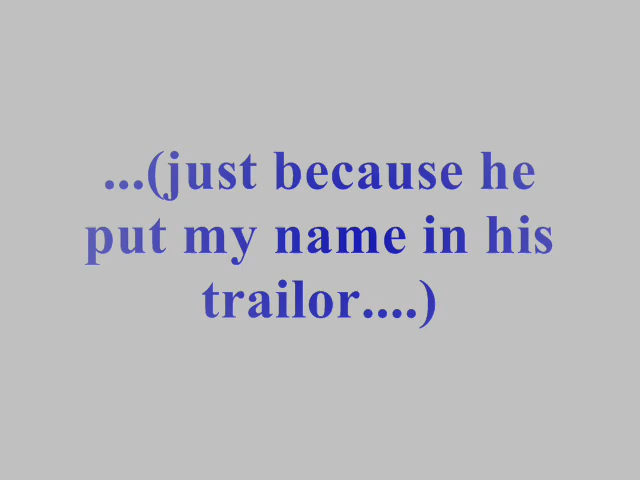 ...(just because he
put my name in his
trailor....)